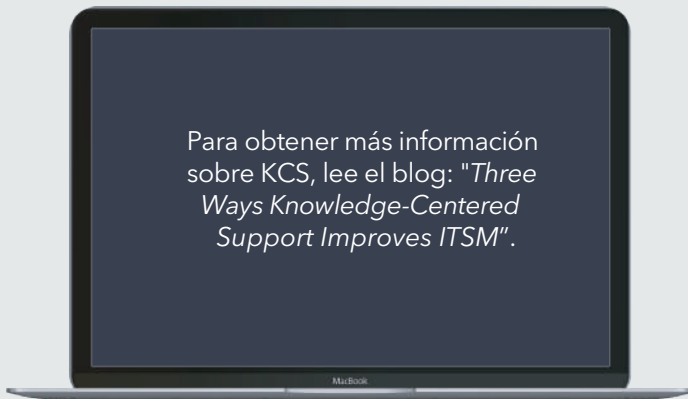 Para obtener más información
sobre KCS, lee el blog: "Three
Ways Knowledge-Centered
Support Improves ITSM”.
MacBook